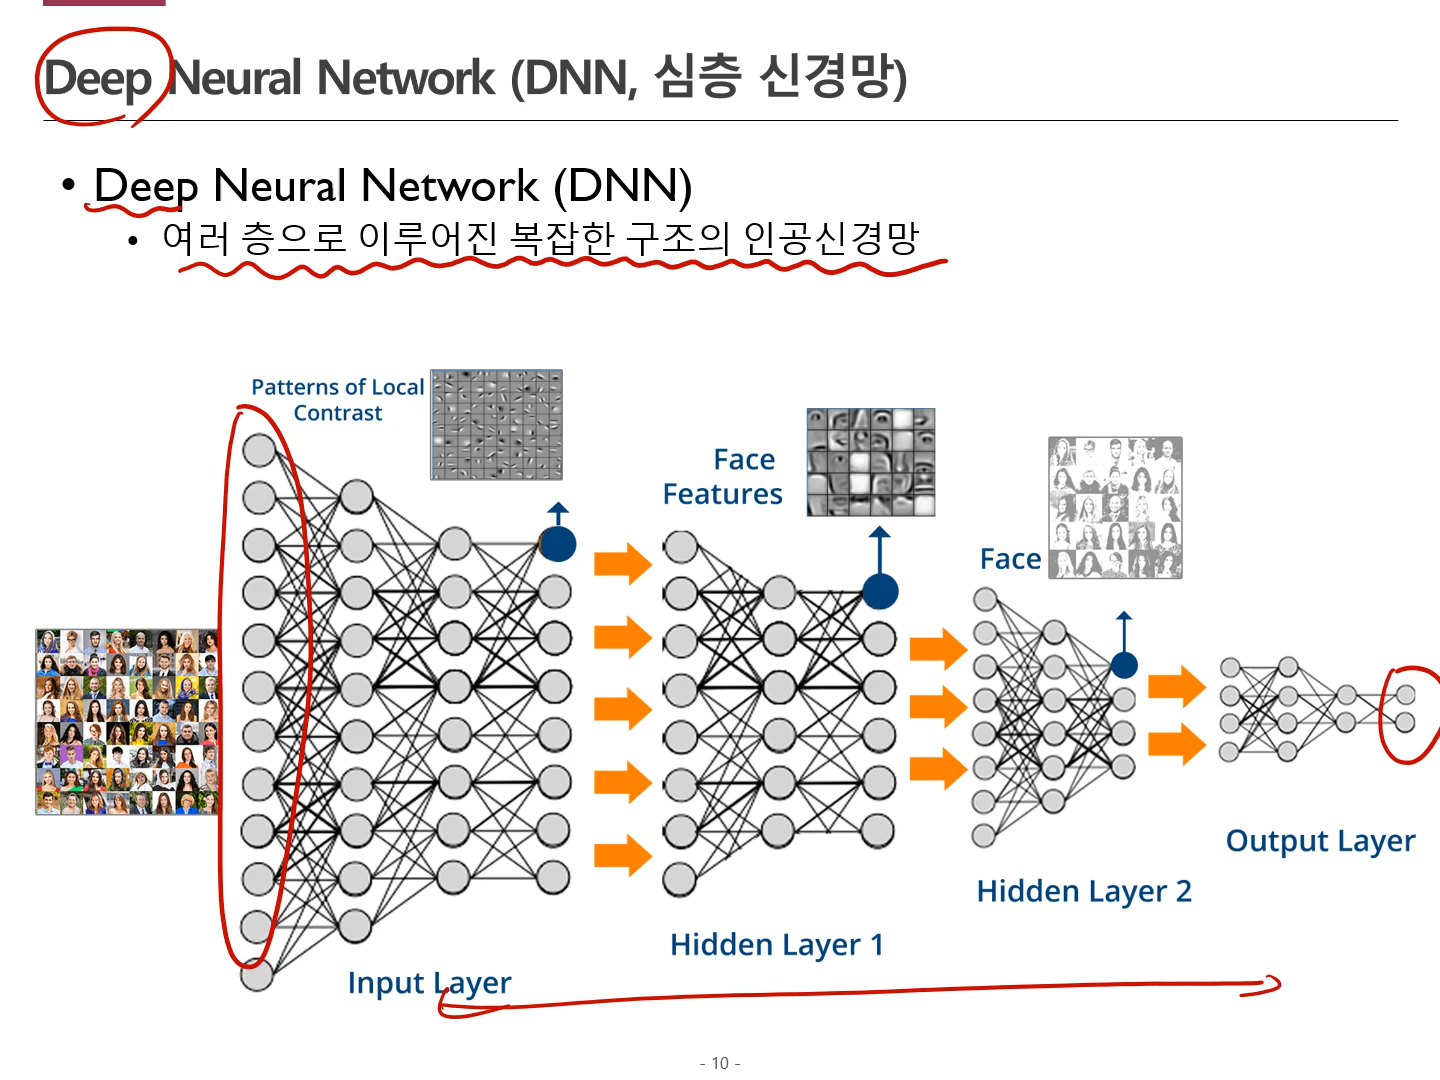 Deep Neural Network (DNN, 심층 신경망)
• Deep Neural Network (DNN)
• 여러 층으로 이루어진 복잡한 구조의 인공신경망
Patterns of Local
Contrast
Face
Features
Face
Output Layer
Hidden Layer 2
Hidden Layer 1
Input Layer
- 10 -